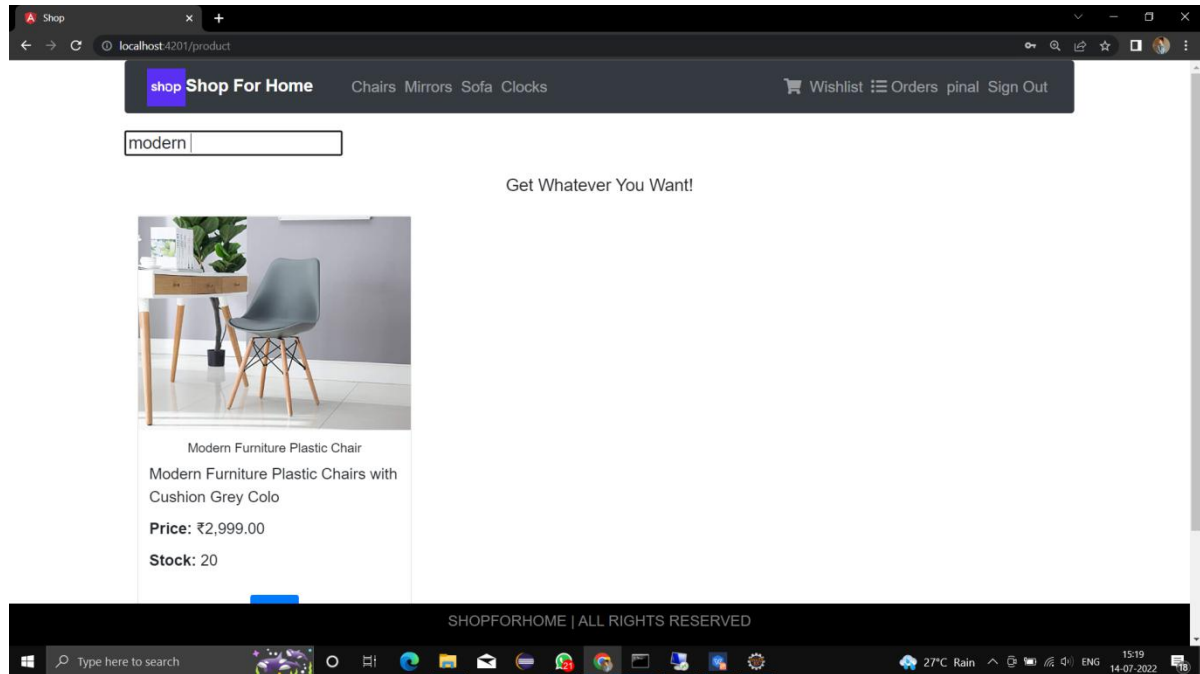 Shop
localhost:4201/product
shop Shop For Home Chairs Mirrors Sofa Clocks Wishlist Orders pinal Sign Out
modern
Get Whatever You Want!
Modern Furniture Plastic Chair
Modern Furniture Plastic Chairs with
Cushion Grey Colo
Price: ₹2,999.00
Stock: 20
SHOPFORHOME | ALL RIGHTS RESERVED
Type here to search 27°C Rain ENG 15:19
14-07-2022